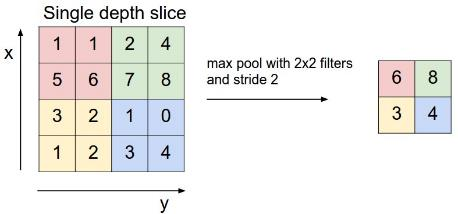 Single depth slice
x
1 1 2 4
5 6 7 8
3 2 1 0
1 2 3 4
y
max pool with 2x2 filters
and stride 2
6 8
3 4